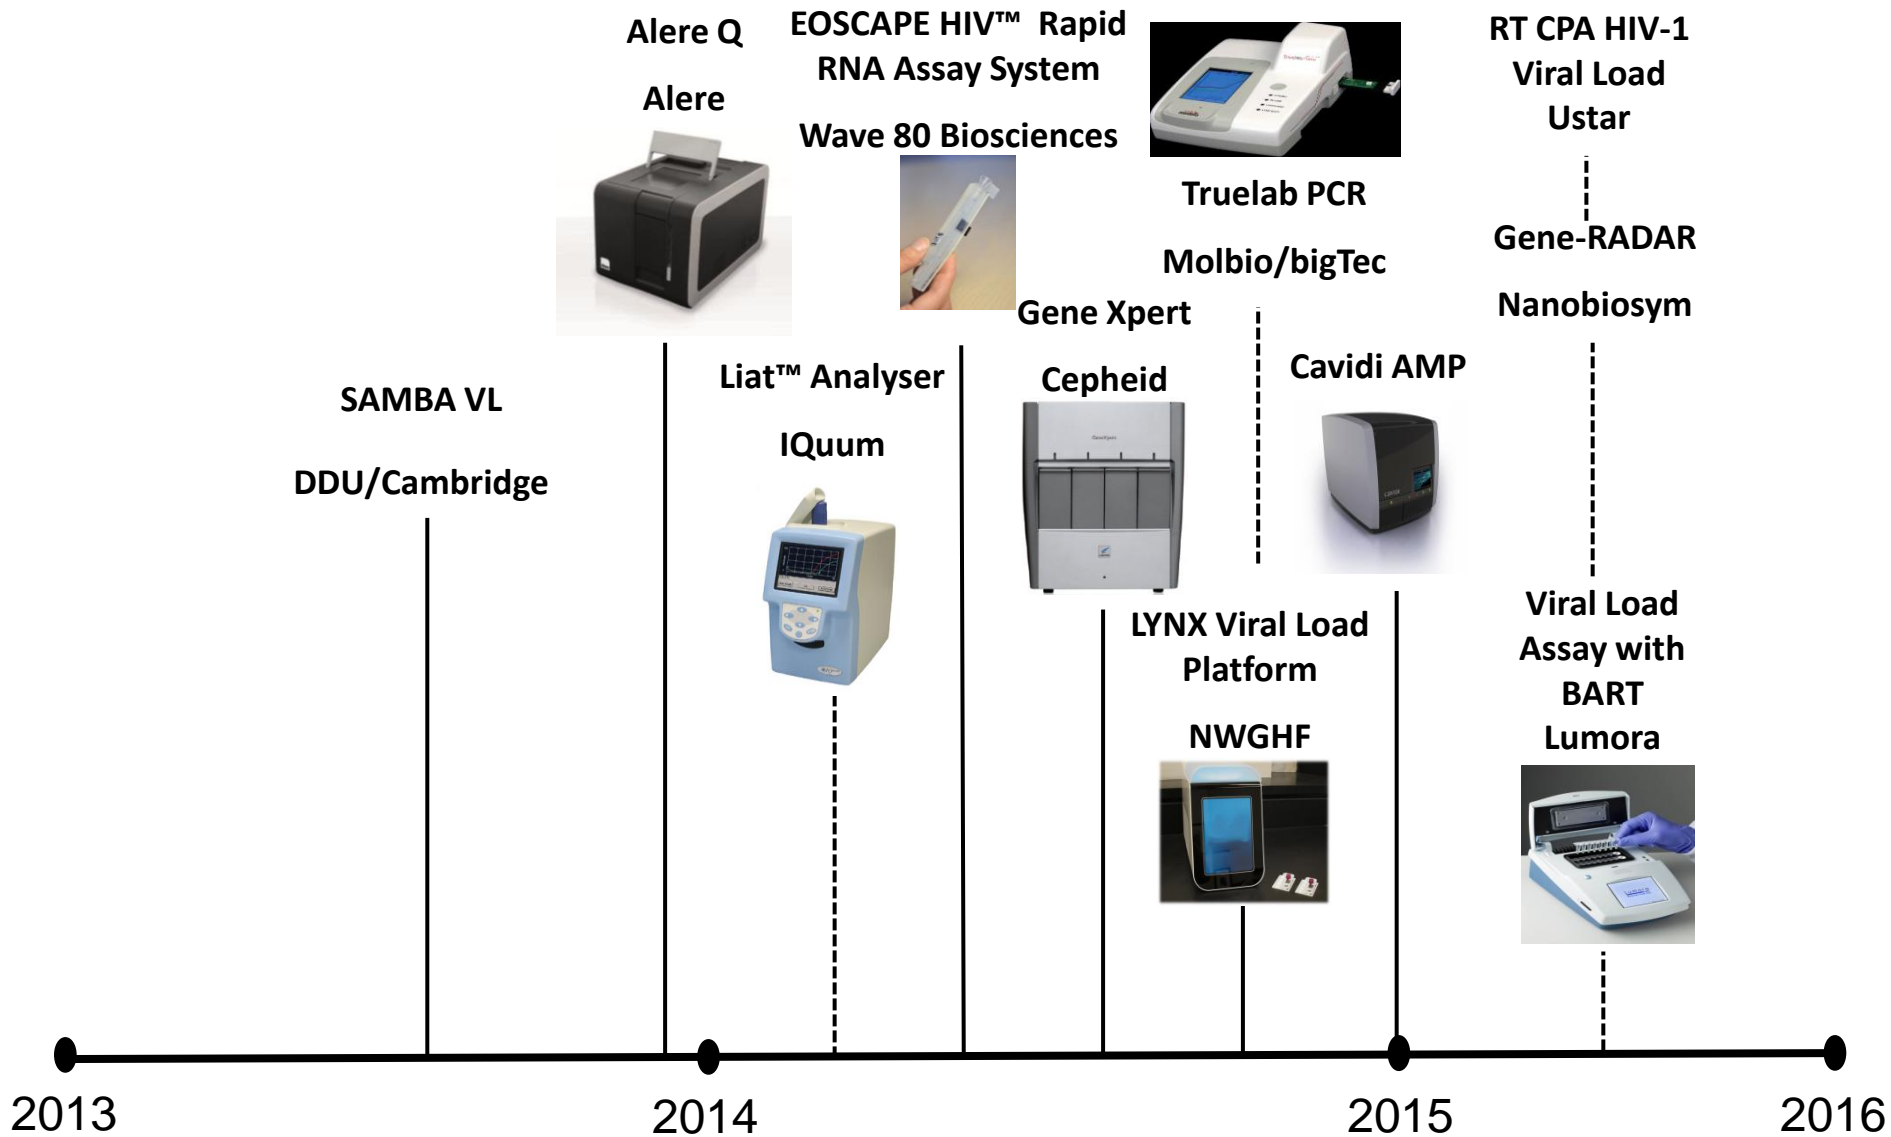 Alere Q
Alere
EOSCAPE HIV™ Rapid
RNA Assay System
Wave 80 Biosciences
Truelab PCR
Molbio/bigTec
RT CPA HIV-1
Viral Load
Ustar
Gene-RADAR
Nanobiosym
SAMBA VL
DDU/Cambridge
Liat™ Analyser
IQuum
Gene Xpert
Cepheid
GeneXpert
Cavidi AMP
LYNX Viral Load
Platform
NWGHF
Viral Load
Assay with
BART
Lumora
2013
2014
2015
2016